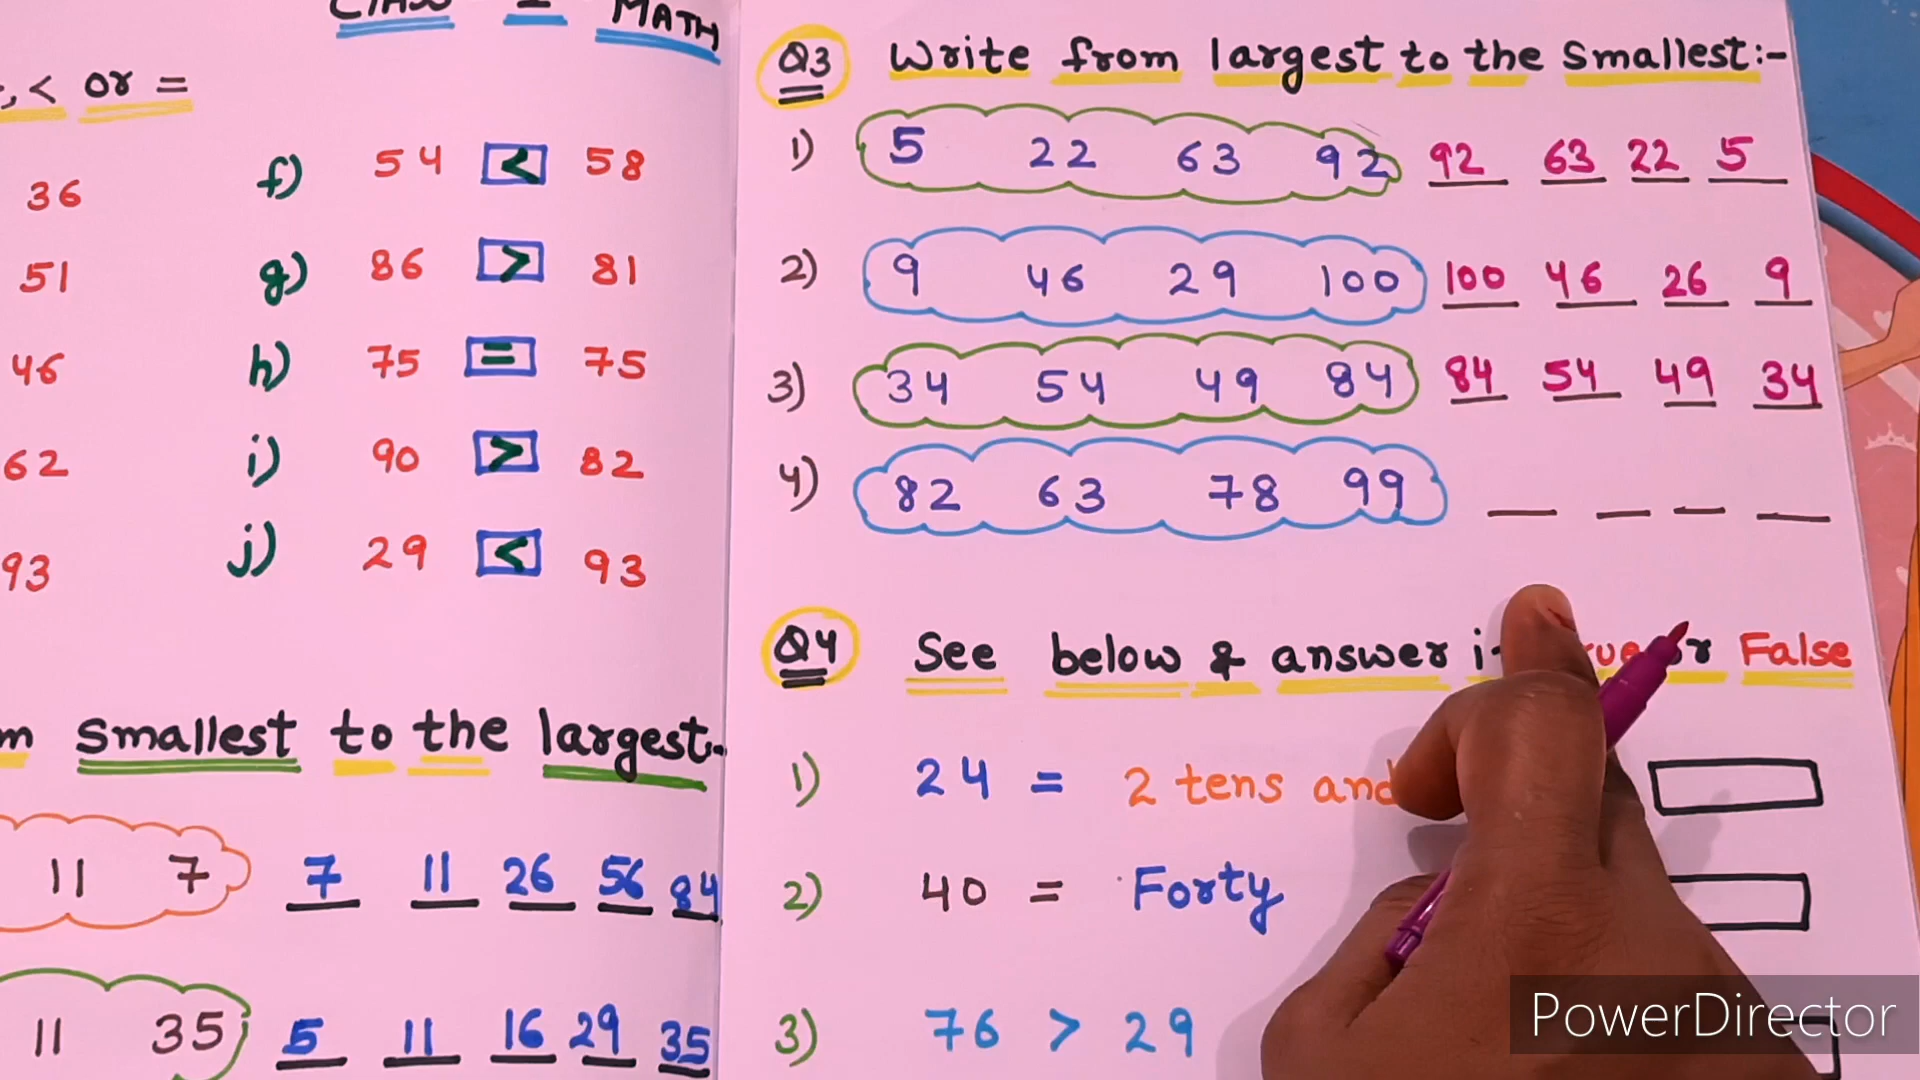 MATH
, < or =
36
f) 54 < 58
51
g) 86 > 81
46
h) 75 = 75
62
i) 90 > 82
93
j) 29 < 93
m smallest to the largest:-
11 7 7 11 26 56 84
11 35 5 11 16 29 35
Q3 Write from largest to the smallest:-
1) 5 22 63 92 92 63 22 5
2) 9 46 29 100 100 46 26 9
3) 34 54 49 84 84 54 49 34
4) 82 63 78 99
Q4 See below & answer False
1) 24 = 2 tens and
2) 40 = Forty
3) 76 > 29
PowerDirector